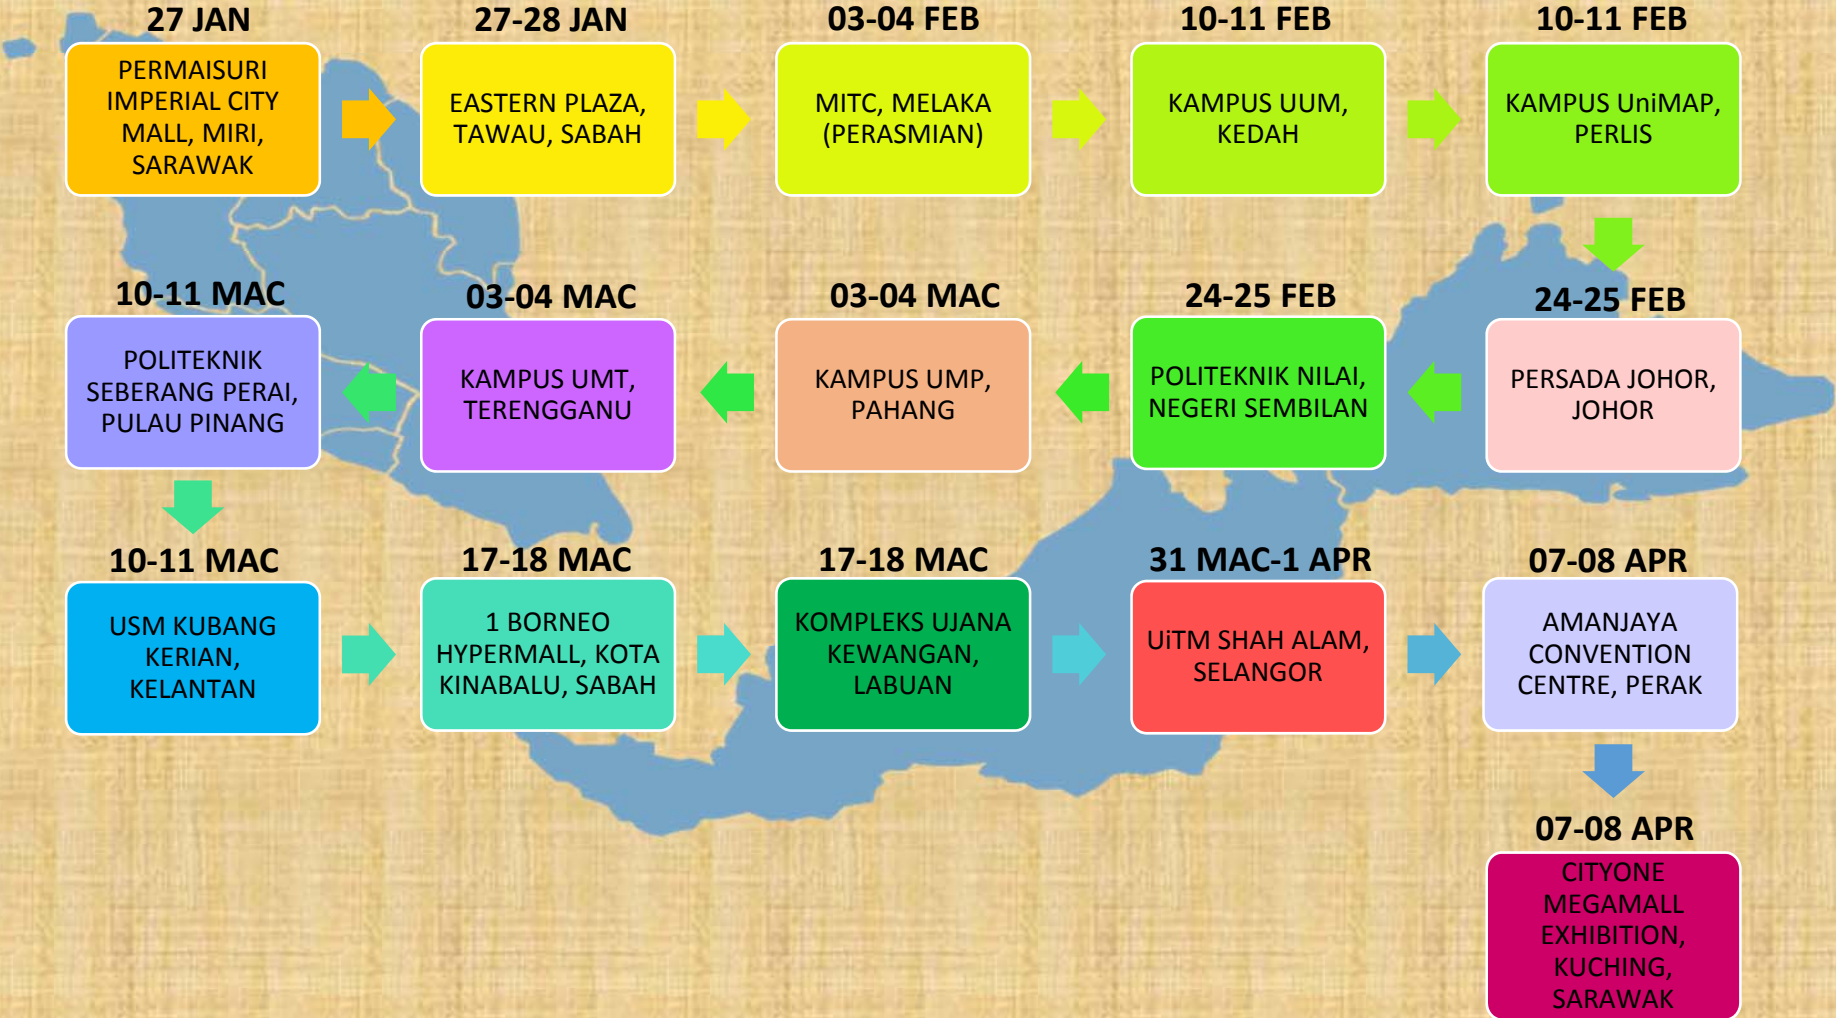 27 JAN
PERMAISURI
IMPERIAL CITY
MALL, MIRI,
SARAWAK
27-28 JAN
EASTERN PLAZA,
TAWAU, SABAH
03-04 FEB
MITC, MELAKA
(PERASMIAN)
10-11 FEB
KAMPUS UUM,
KEDAH
10-11 FEB
KAMPUS UniMAP,
PERLIS
24-25 FEB
PERSADA JOHOR,
JOHOR
24-25 FEB
POLITEKNIK NILAI,
NEGERI SEMBILAN
03-04 MAC
KAMPUS UMP,
PAHANG
03-04 MAC
KAMPUS UMT,
TERENGGANU
10-11 MAC
POLITEKNIK
SEBERANG PERAI,
PULAU PINANG
10-11 MAC
USM KUBANG
KERIAN,
KELANTAN
17-18 MAC
1 BORNEO
HYPERMALL, KOTA
KINABALU, SABAH
17-18 MAC
KOMPLEKS UJANA
KEWANGAN,
LABUAN
31 MAC-1 APR
UiTM SHAH ALAM,
SELANGOR
07-08 APR
AMANJAYA
CONVENTION
CENTRE, PERAK
07-08 APR
CITYONE
MEGAMALL
EXHIBITION,
KUCHING,
SARAWAK